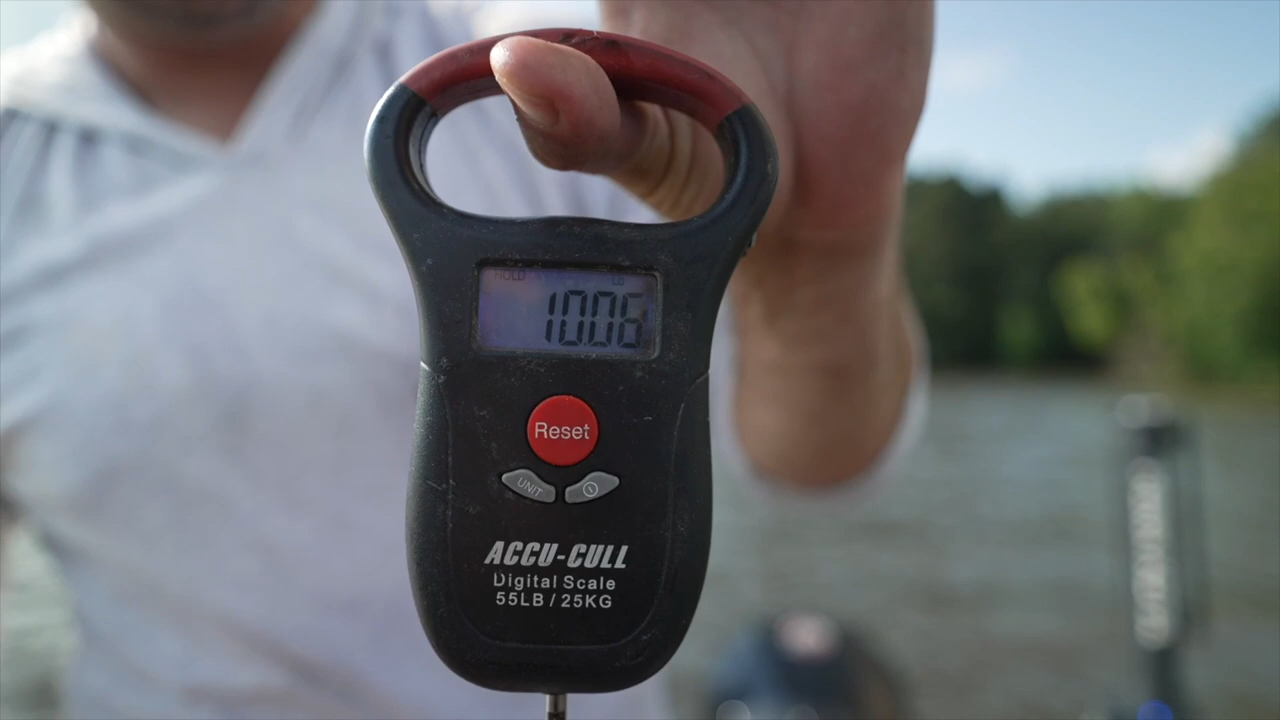 HOLD LB
10.06
Reset
UNIT
ACCU-CULL
Digital Scale
55LB / 25KG